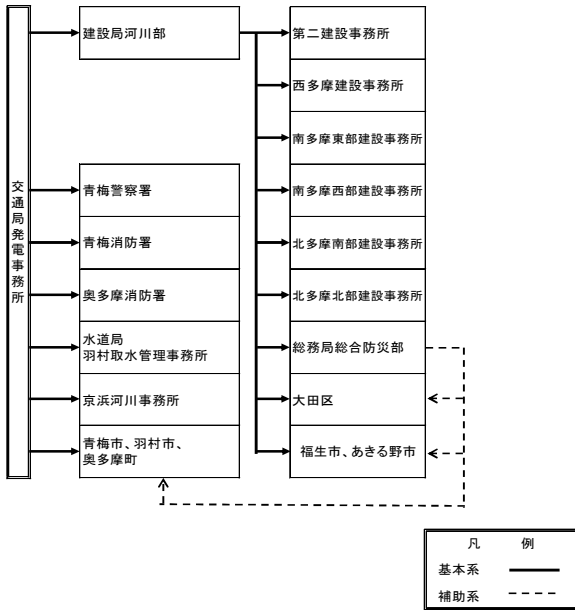 交通局発電事務所
建設局河川部
青梅警察署
青梅消防署
奥多摩消防署
水道局
羽村取水管理事務所
京浜河川事務所
青梅市、羽村市、
奥多摩町
第二建設事務所
西多摩建設事務所
南多摩東部建設事務所
南多摩西部建設事務所
北多摩南部建設事務所
北多摩北部建設事務所
総務局総合防災部
大田区
福生市、あきる野市
凡 例
基本系
補助系